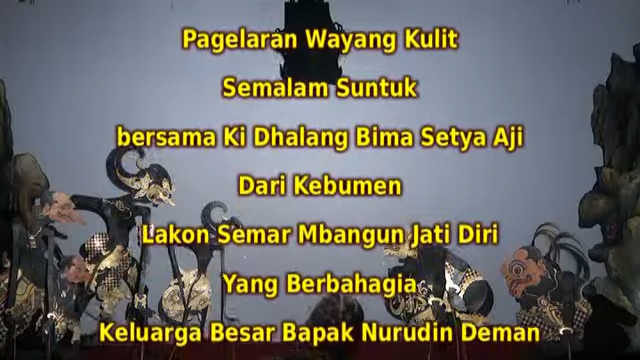 Pagelaran Wayang Kulit
Semalam Suntuk
bersama Ki Dhalang Bima Setya Aji
Dari Kebumen
Lakon Semar Mbangun Jati Diri
Yang Berbahagia
Keluarga Besar Bapak Nurudin Deman